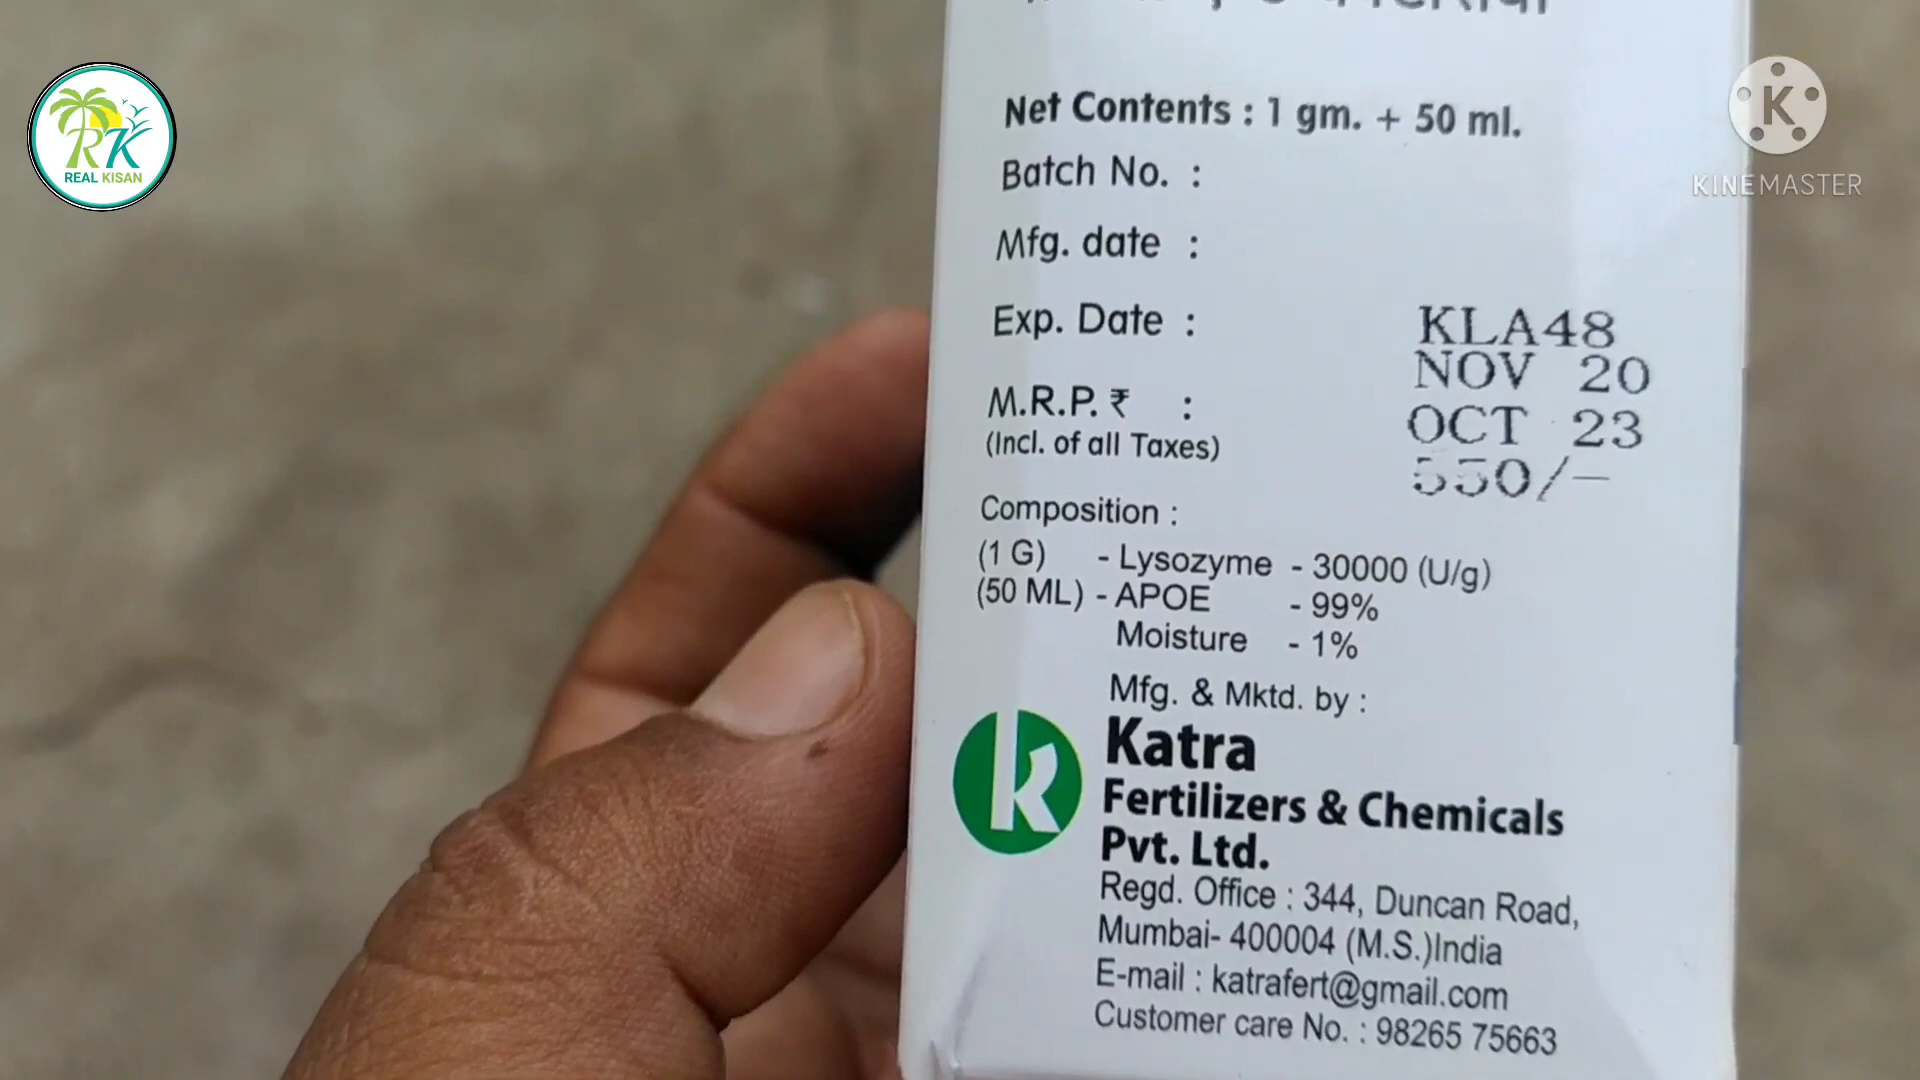 Net Contents : 1 gm. + 50 ml.
Batch No. :
Mfg. date :
Exp. Date :
M.R.P. ₹ :
(Incl. of all Taxes)
KLA48
NOV 20
OCT 23
550/-
Composition :
(1 G) - Lysozyme - 30000 (U/g)
(50 ML) - APOE - 99%
Moisture - 1%
Mfg. & Mktd. by :
Katra
Fertilizers & Chemicals
Pvt. Ltd.
Regd. Office : 344, Duncan Road,
Mumbai- 400004 (M.S.)India
E-mail : katrafert@gmail.com
Customer care No. : 98265 75663
RK
REAL KISAN
K
KINEMASTER